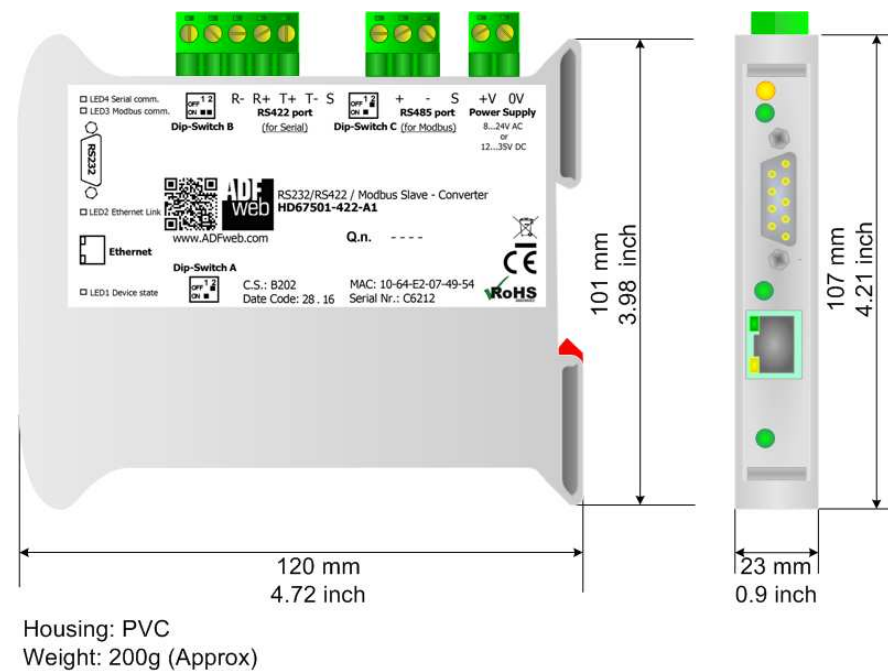 LED4 Serial comm.
LED3 Modbus comm.
OFF 1 2
ON
Dip-Switch B
R- R+ T+ T- S
RS422 port
(for Serial)
OFF 1 2
ON
Dip-Switch C
+ - S
RS485 port
(for Modbus)
+V 0V
Power Supply
8...24V AC
or
12...35V DC
RS232
ADF
web
www.ADFweb.com
RS232/RS422 / Modbus Slave - Converter
HD67501-422-A1
LED2 Ethernet Link
Ethernet
Q.n. - - - -
CE
Dip-Switch A
OFF 1 2
ON
LED1 Device state
C.S.: B202
Date Code: 28 . 16
MAC: 10-64-E2-07-49-54
Serial Nr.: C6212
RoHS
101 mm
3.98 inch
107 mm
4.21 inch
120 mm
4.72 inch
23 mm
0.9 inch
Housing: PVC
Weight: 200g (Approx)